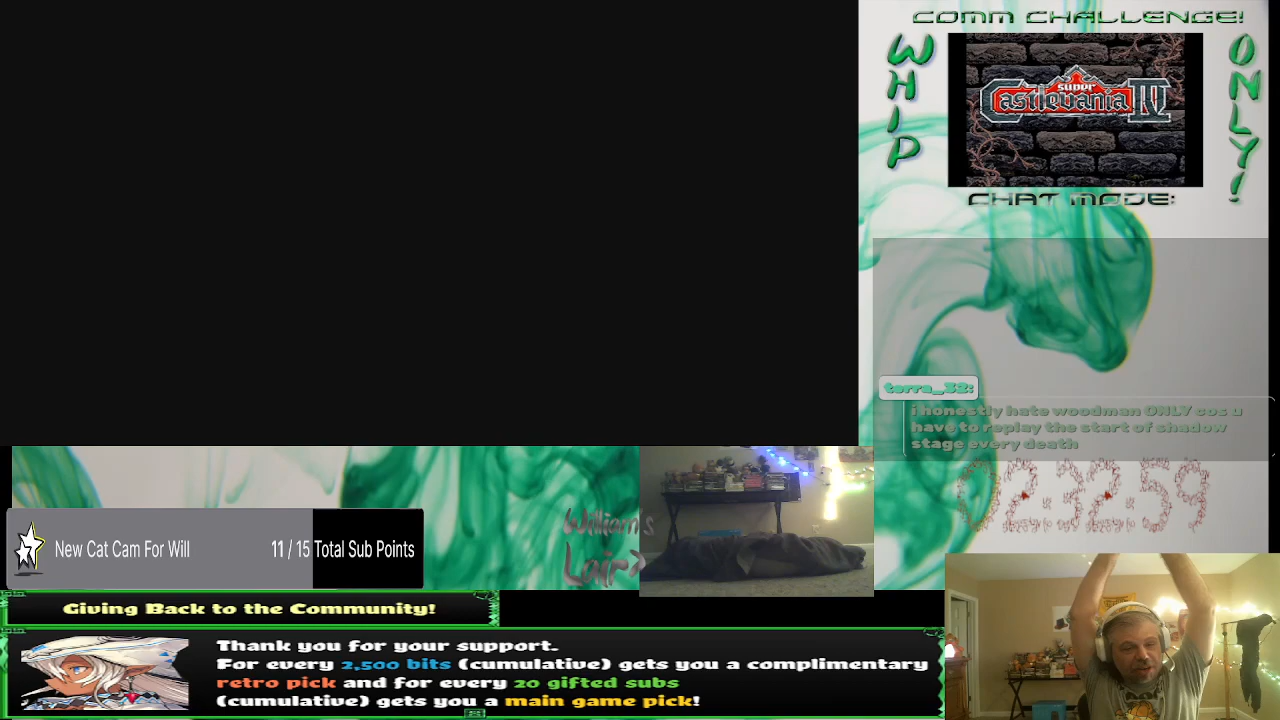 COMM CHALLENGE!
WHIP
ONLY!
SUPER
Castlevania IV
CHAT MODE:
terra_32:
i honestly hate woodman ONLY cos u
have to replay the start of shadow
stage every death
02:32:59
William's
Lair
New Cat Cam For Will 11 / 15 Total Sub Points
Giving Back to the Community!
Thank you for your support.
For every 2,500 bits (cumulative) gets you a complimentary
retro pick and for every 20 gifted subs
(cumulative) gets you a main game pick!